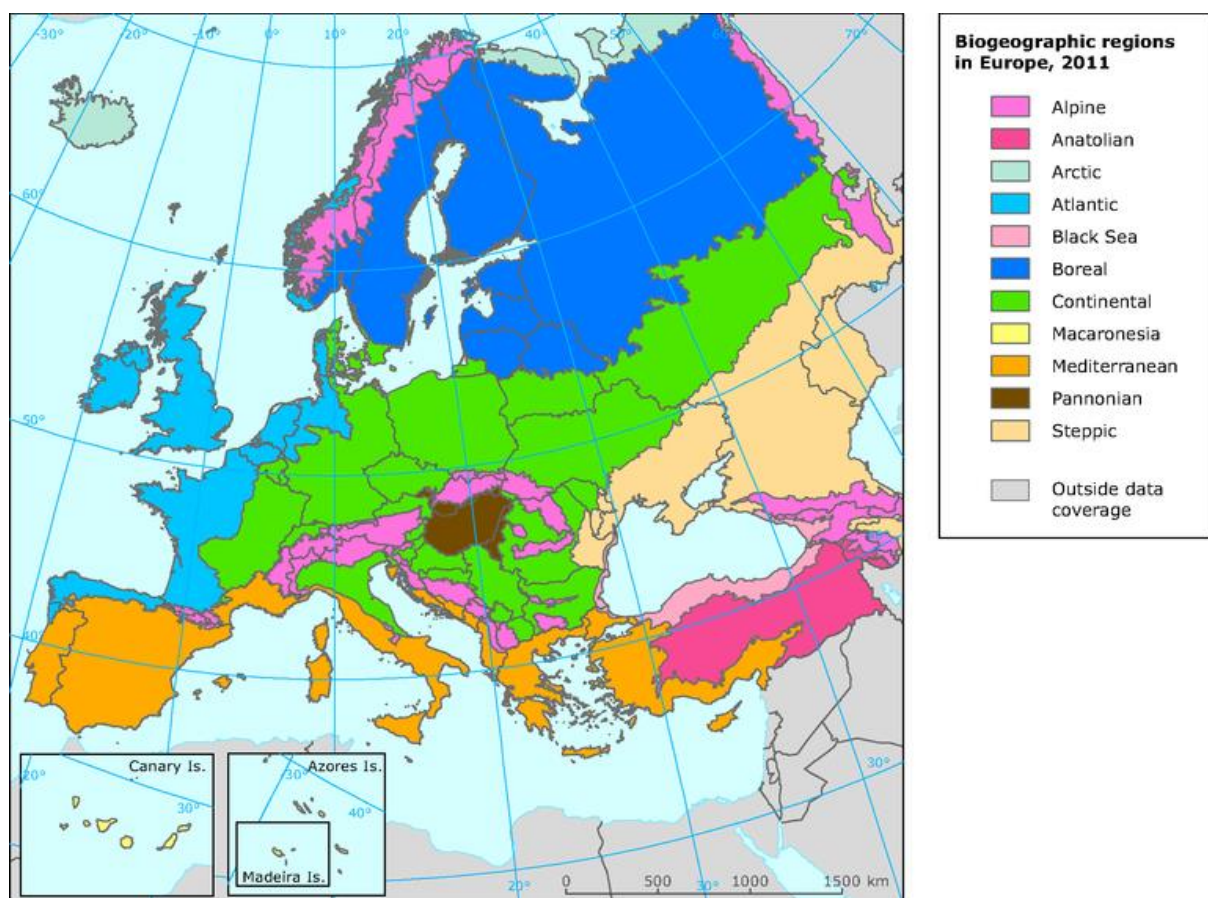 -30°
-20°
-10°
0°
10°
20°
30°
40°
50°
60°
70°
60°
50°
40°
Canary Is.
20°
30°
Azores Is.
30°
40°
Madeira Is.
20°
30°
30°
0 500 1000 1500 km
Biogeographic regions
in Europe, 2011
Alpine
Anatolian
Arctic
Atlantic
Black Sea
Boreal
Continental
Macaronesia
Mediterranean
Pannonian
Steppic
Outside data
coverage